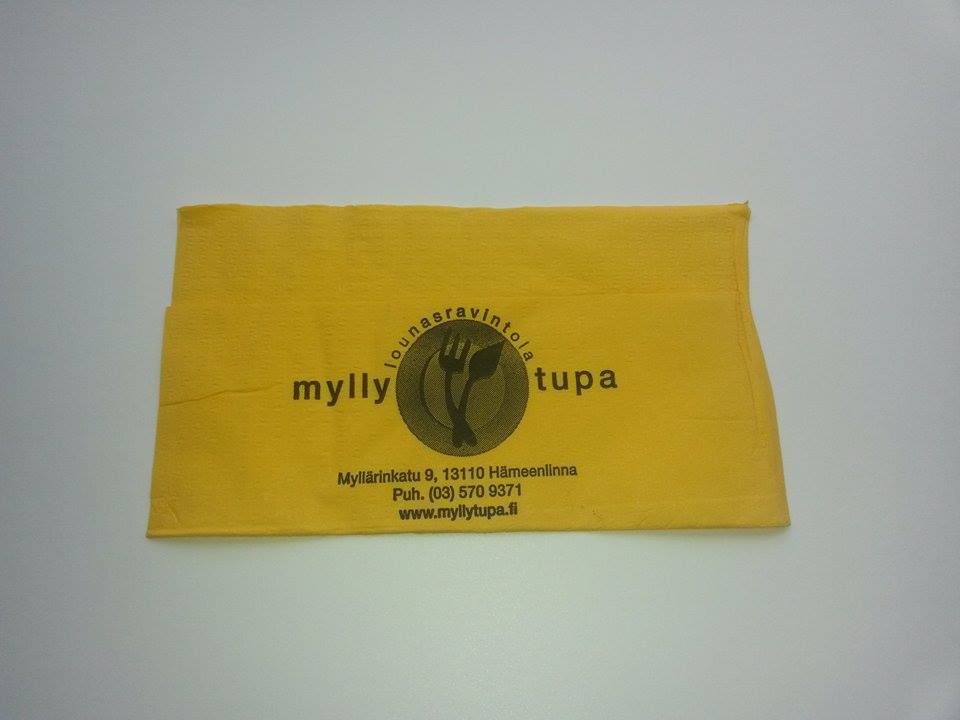 lounasravintola
mylly tupa
Myllärinkatu 9, 13110 Hämeenlinna
Puh. (03) 570 9371
www.myllytupa.fi